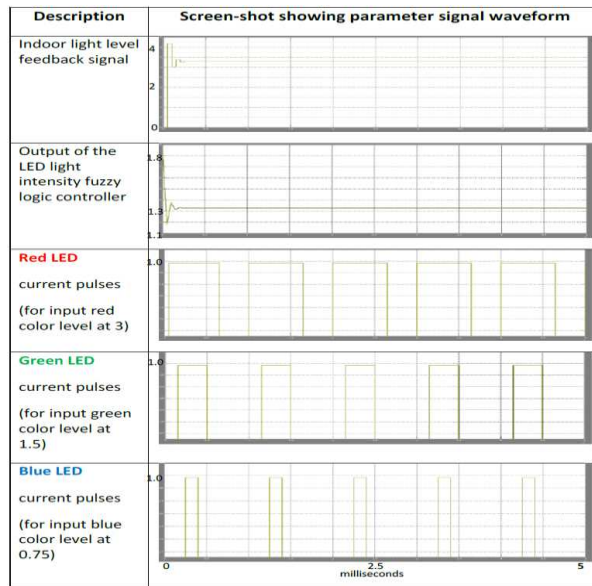 Description
Screen-shot showing parameter signal waveform
Indoor light level
feedback signal
4
2
0
Output of the
LED light
intensity fuzzy
logic controller
1.8
1.3
1.1
Red LED
current pulses
(for input red
color level at 3)
1.0
Green LED
current pulses
(for input green
color level at
1.5)
1.0
Blue LED
current pulses
(for input blue
color level at
0.75)
1.0
0
2.5
5
milliseconds